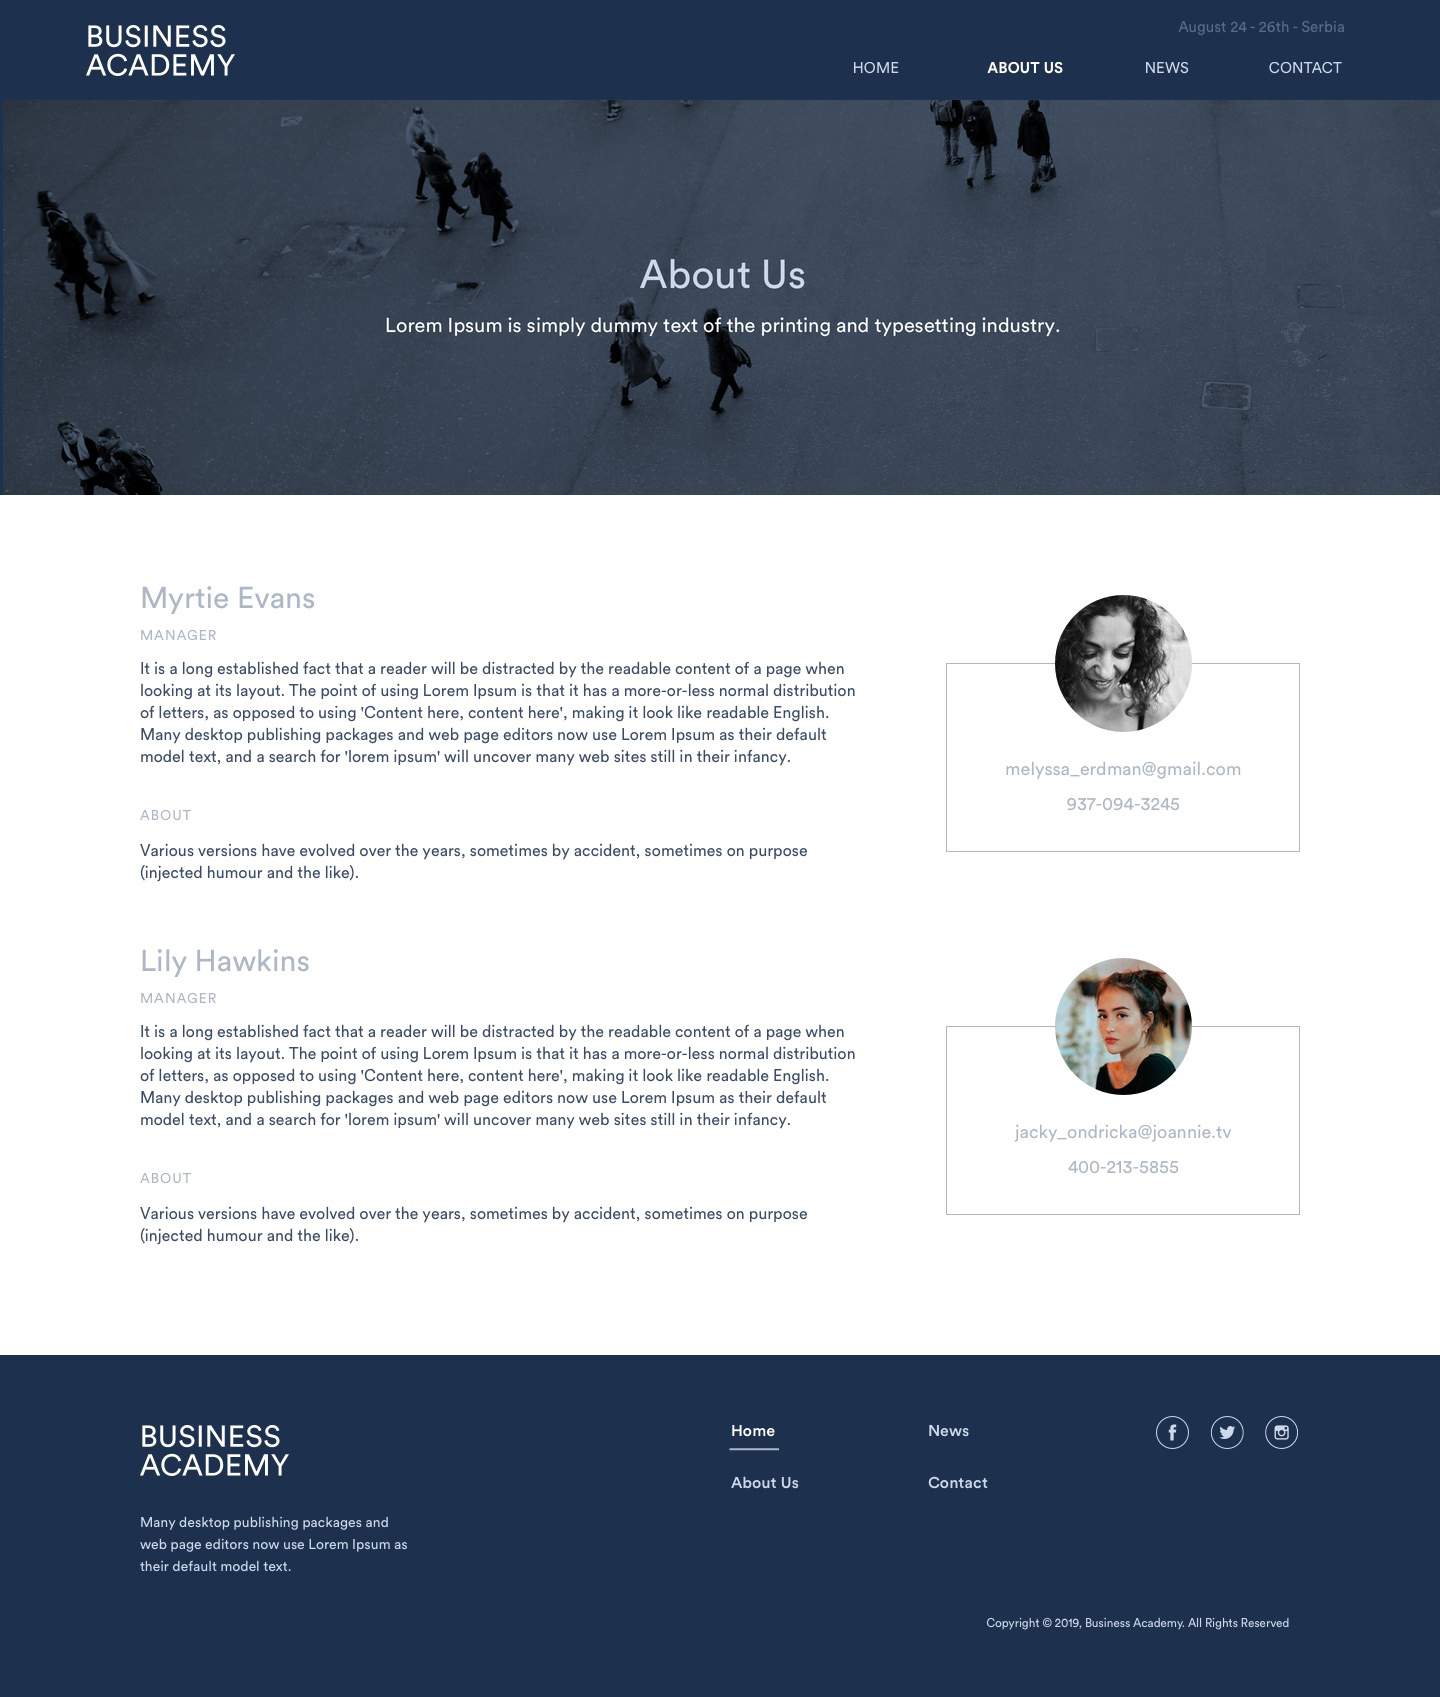 BUSINESS
ACADEMY
August 24 - 26th - Serbia
HOME ABOUT US NEWS CONTACT
About Us
Lorem Ipsum is simply dummy text of the printing and typesetting industry.
Myrtie Evans
MANAGER
It is a long established fact that a reader will be distracted by the readable content of a page when
looking at its layout. The point of using Lorem Ipsum is that it has a more-or-less normal distribution
of letters, as opposed to using 'Content here, content here', making it look like readable English.
Many desktop publishing packages and web page editors now use Lorem Ipsum as their default
model text, and a search for 'lorem ipsum' will uncover many web sites still in their infancy.
ABOUT
Various versions have evolved over the years, sometimes by accident, sometimes on purpose
(injected humour and the like).
melyssa_erdman@gmail.com
937-094-3245
Lily Hawkins
MANAGER
It is a long established fact that a reader will be distracted by the readable content of a page when
looking at its layout. The point of using Lorem Ipsum is that it has a more-or-less normal distribution
of letters, as opposed to using 'Content here, content here', making it look like readable English.
Many desktop publishing packages and web page editors now use Lorem Ipsum as their default
model text, and a search for 'lorem ipsum' will uncover many web sites still in their infancy.
ABOUT
Various versions have evolved over the years, sometimes by accident, sometimes on purpose
(injected humour and the like).
jacky_ondricka@joannie.tv
400-213-5855
BUSINESS
ACADEMY
Many desktop publishing packages and
web page editors now use Lorem Ipsum as
their default model text.
Home News
About Us Contact
Copyright © 2019, Business Academy. All Rights Reserved